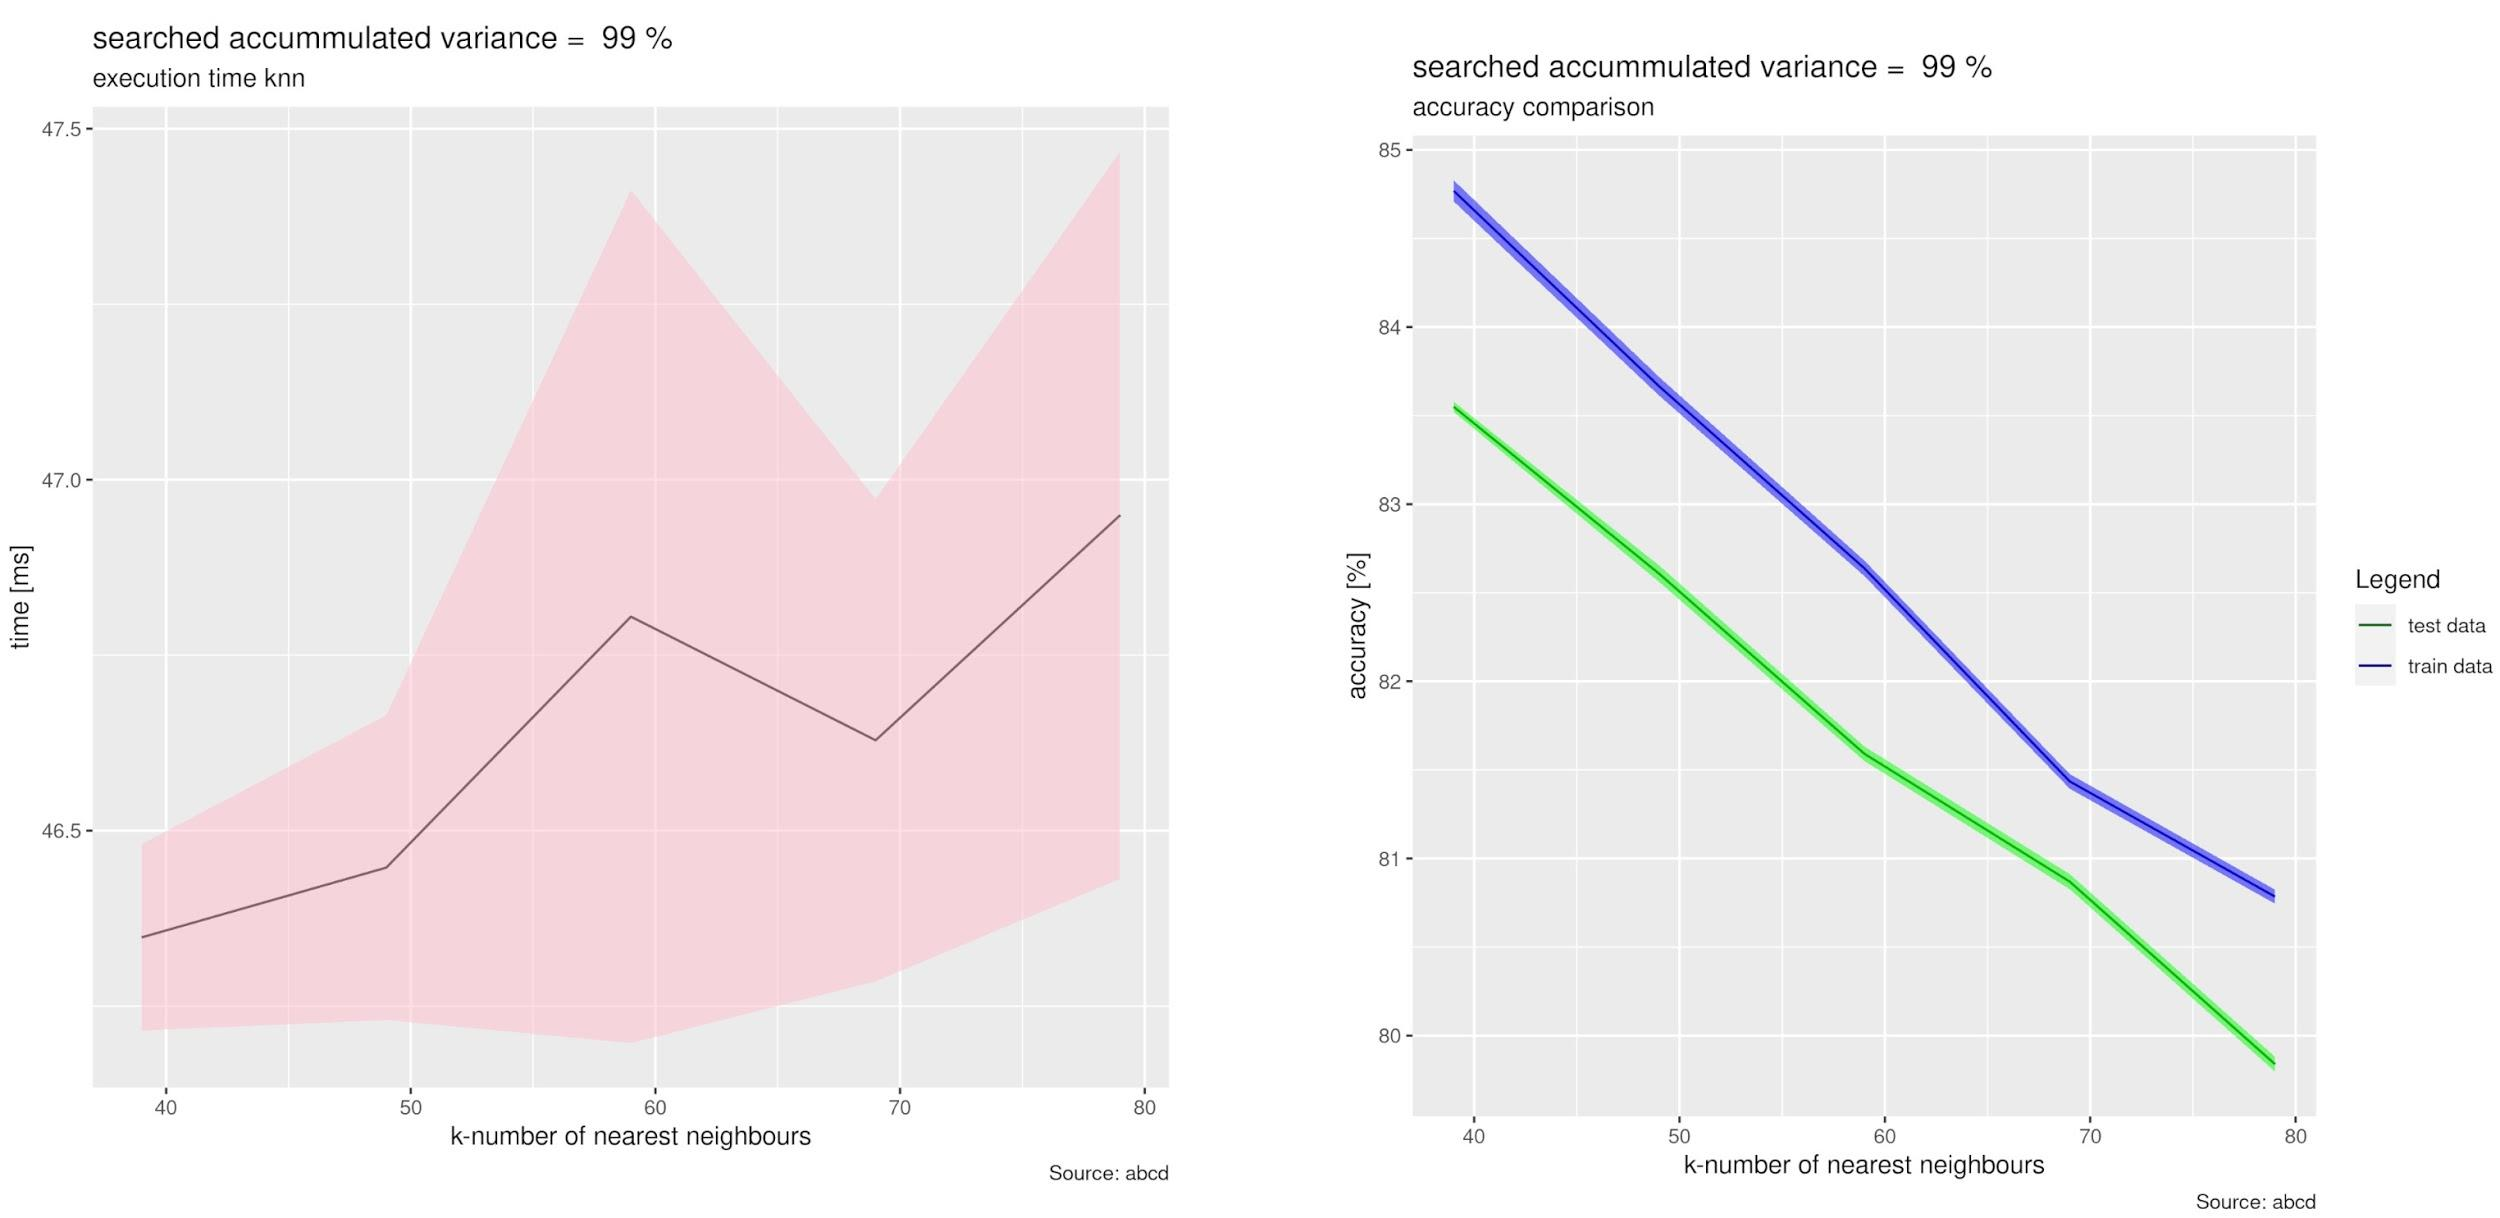 searched accummulated variance =  99 %
execution time knn
47.5
47.0
46.5
time [ms]
40 50 60 70 80
k-number of nearest neighbours
Source: abcd
searched accummulated variance =  99 %
accuracy comparison
85
84
83
82
81
80
accuracy [%]
40 50 60 70 80
k-number of nearest neighbours
Source: abcd
Legend
test data
train data